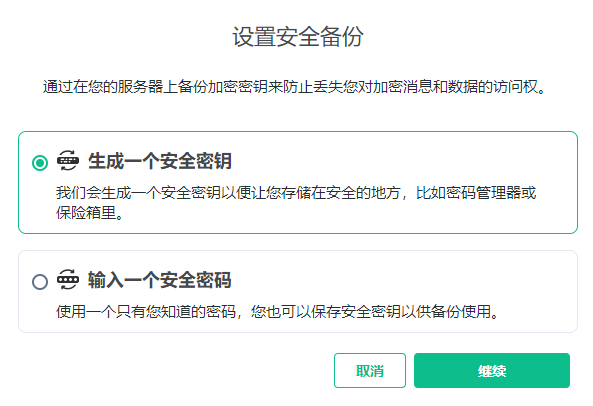 设置安全备份
通过在您的服务器上备份加密密钥来防止丢失您对加密消息和数据的访问权。
生成一个安全密钥
我们会生成一个安全密钥以便让您存储在安全的地方，比如密码管理器或
保险箱里。
输入一个安全密码
使用一个只有您知道的密码，您也可以保存安全密钥以供备份使用。
取消
继续